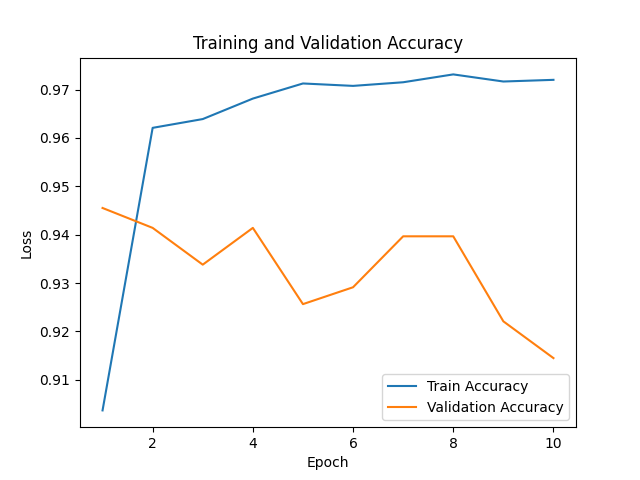 Training and Validation Accuracy
0.97
0.96
0.95
0.94
0.93
0.92
0.91
Loss
Train Accuracy
Validation Accuracy
2 4 6 8 10
Epoch